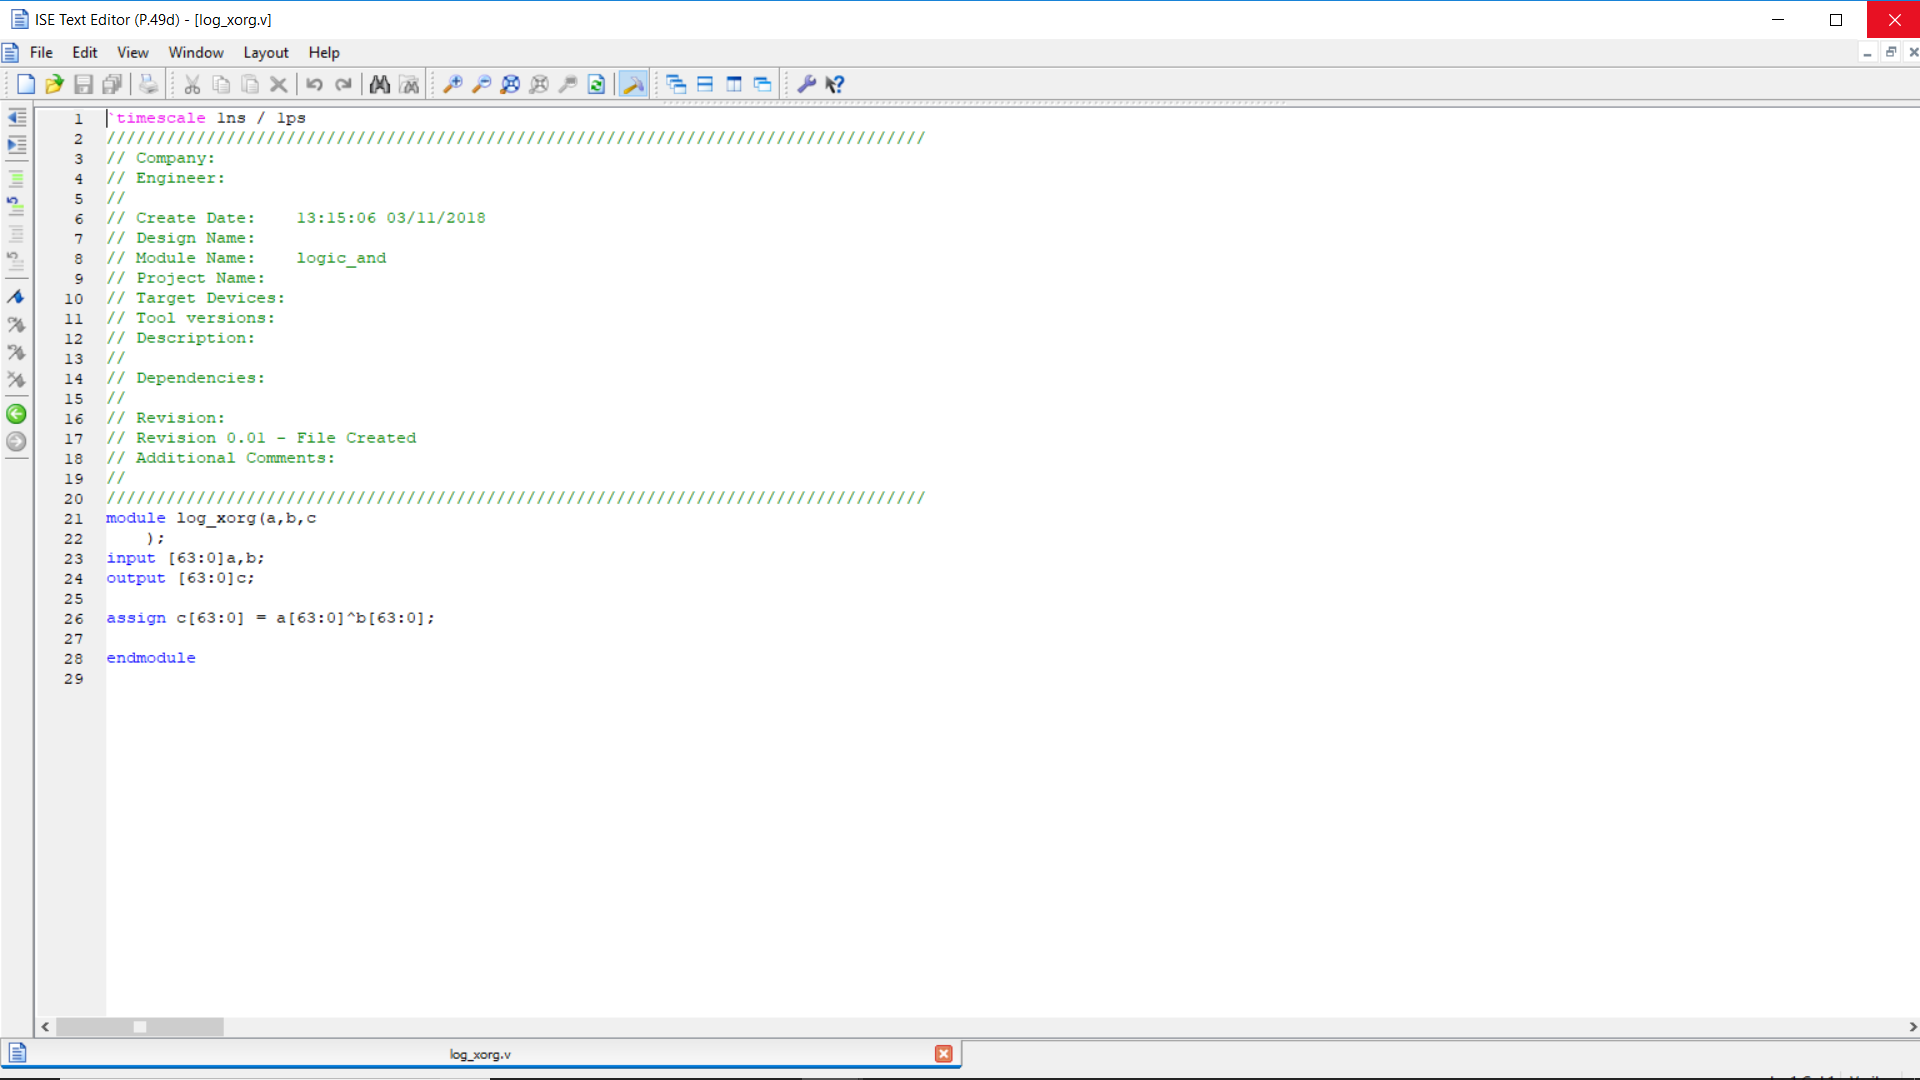 ISE Text Editor (P.49d) - [log_xorg.v]
File Edit View Window Layout Help
1 `timescale 1ns / 1ps
2 //////////////////////////////////////////////////////////////////////////////////
3 // Company:
4 // Engineer:
5 //
6 // Create Date:    13:15:06 03/11/2018
7 // Design Name:
8 // Module Name:    logic_and
9 // Project Name:
10 // Target Devices:
11 // Tool versions:
12 // Description:
13 //
14 // Dependencies:
15 //
16 // Revision:
17 // Revision 0.01 - File Created
18 // Additional Comments:
19 //
20 //////////////////////////////////////////////////////////////////////////////////
21 module log_xorg(a,b,c
22     );
23 input [63:0]a,b;
24 output [63:0]c;
25
26 assign c[63:0] = a[63:0]^b[63:0];
27
28 endmodule
29
log_xorg.v